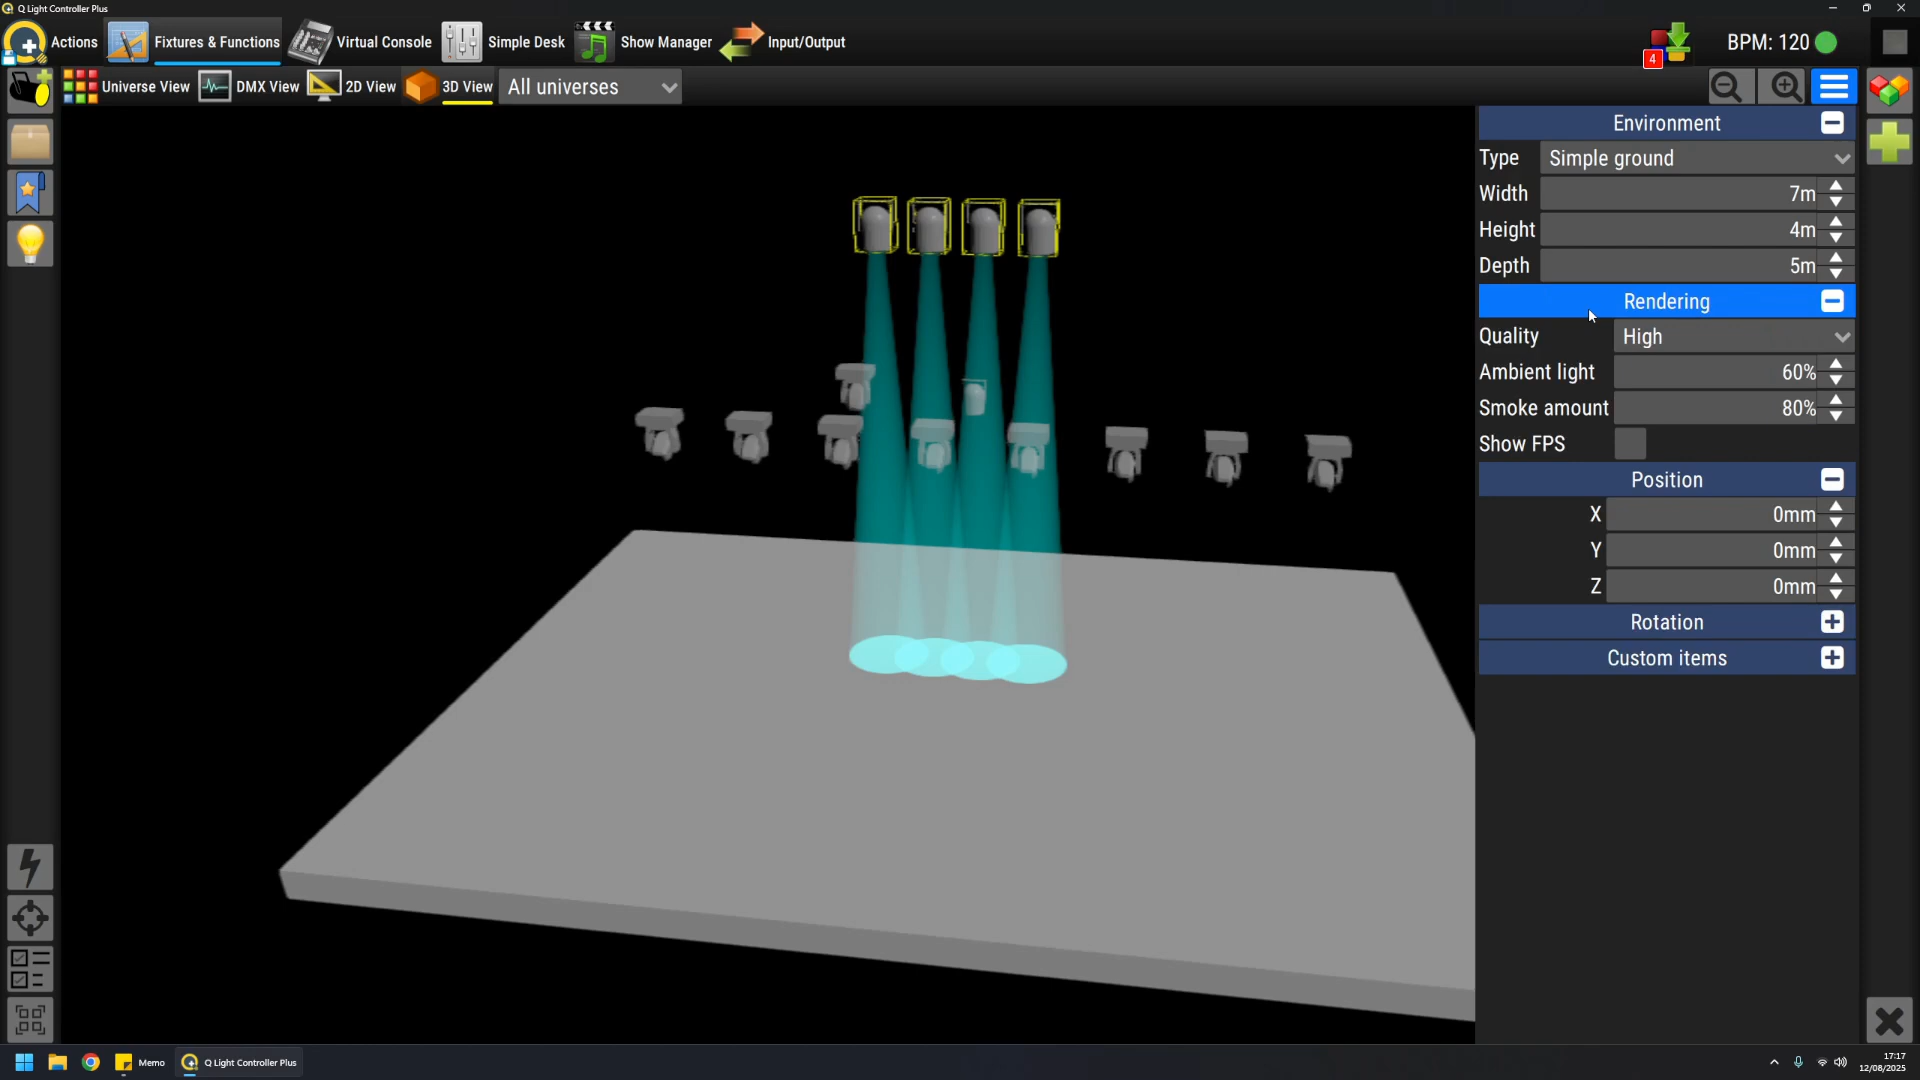 Q Light Controller Plus
Actions
Fixtures & Functions
Virtual Console
Simple Desk
Show Manager
Input/Output
4
BPM: 120
Universe View
DMX View
2D View
3D View
All universes
Environment
Type
Simple ground
Width
7m
Height
4m
Depth
5m
Rendering
Quality
High
Ambient light
60%
Smoke amount
80%
Show FPS
Position
X
0mm
Y
0mm
Z
0mm
Rotation
Custom items
Memo
Q Light Controller Plus
17:17
12/08/2025